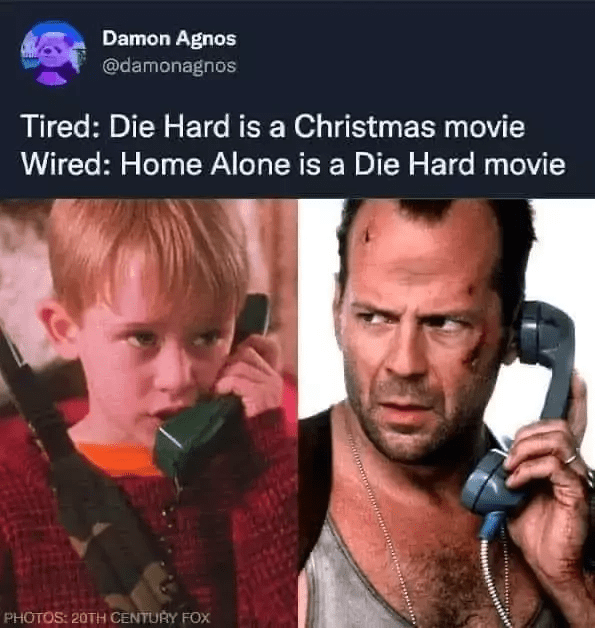 Damon Agnos
@damonagnos
Tired: Die Hard is a Christmas movie
Wired: Home Alone is a Die Hard movie
PHOTOS: 20TH CENTURY FOX